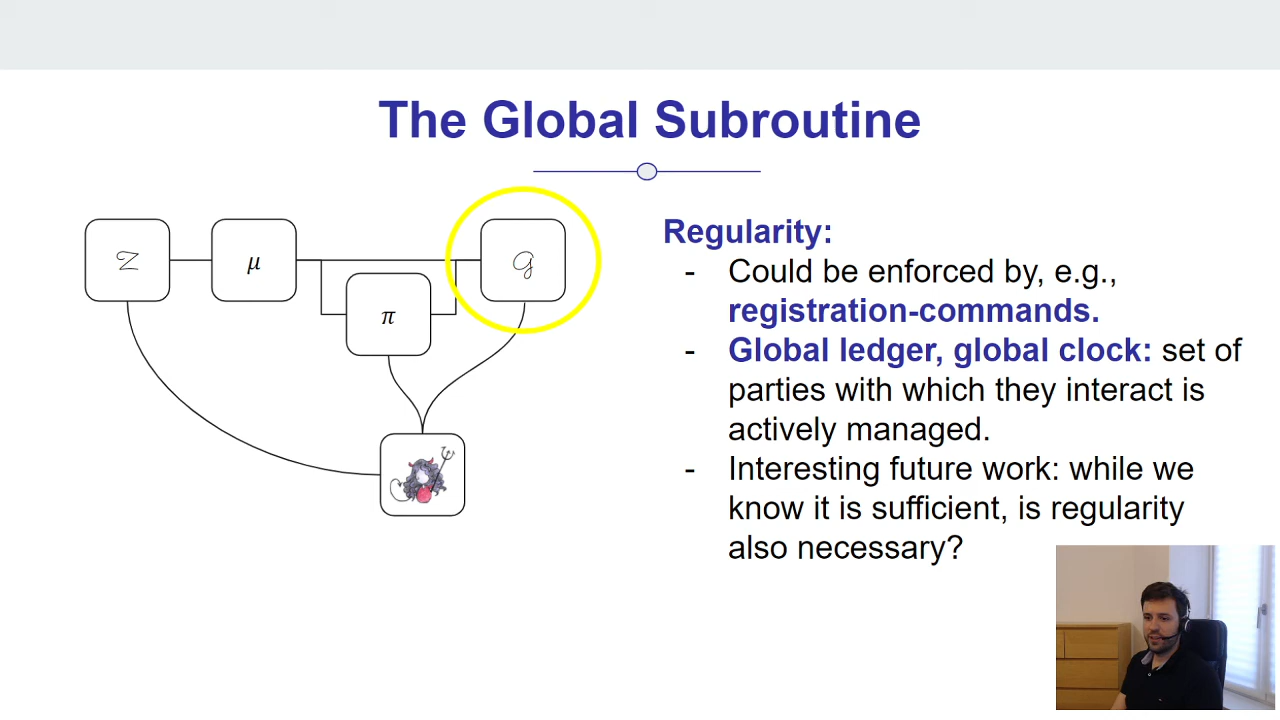 The Global Subroutine
𝒵
μ
𝒢
π
Regularity:
- Could be enforced by, e.g.,
registration-commands.
- Global ledger, global clock: set of
parties with which they interact is
actively managed.
- Interesting future work: while we
know it is sufficient, is regularity
also necessary?